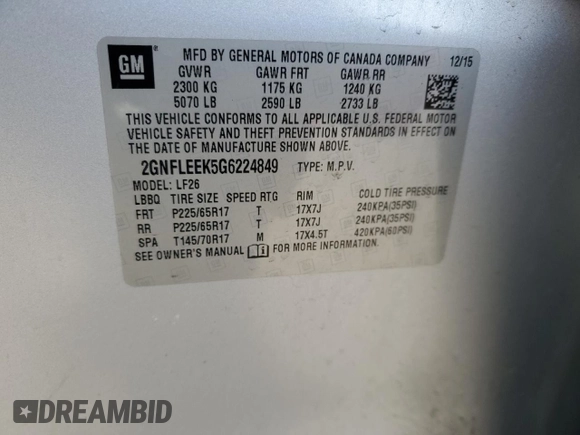 GM MFD BY GENERAL MOTORS OF CANADA COMPANY 12/15
GVWR GAWR FRT GAWR RR
2300 KG 1175 KG 1240 KG
5070 LB 2590 LB 2733 LB
THIS VEHICLE CONFORMS TO ALL APPLICABLE U.S. FEDERAL MOTOR
VEHICLE SAFETY AND THEFT PREVENTION STANDARDS IN EFFECT ON
THE DATE OF MANUFACTURE SHOWN ABOVE.
2GNFLEEK5G6224849 TYPE: M.P.V.
MODEL: LF26
LBBQ TIRE SIZE SPEED RTG RIM COLD TIRE PRESSURE
FRT P225/65R17 T 17X7J 240KPA(35PSI)
RR P225/65R17 T 17X7J 240KPA(35PSI)
SPA T145/70R17 M 17X4.5T 420KPA(60PSI)
SEE OWNER'S MANUAL FOR MORE INFORMATION.
DREAMBID